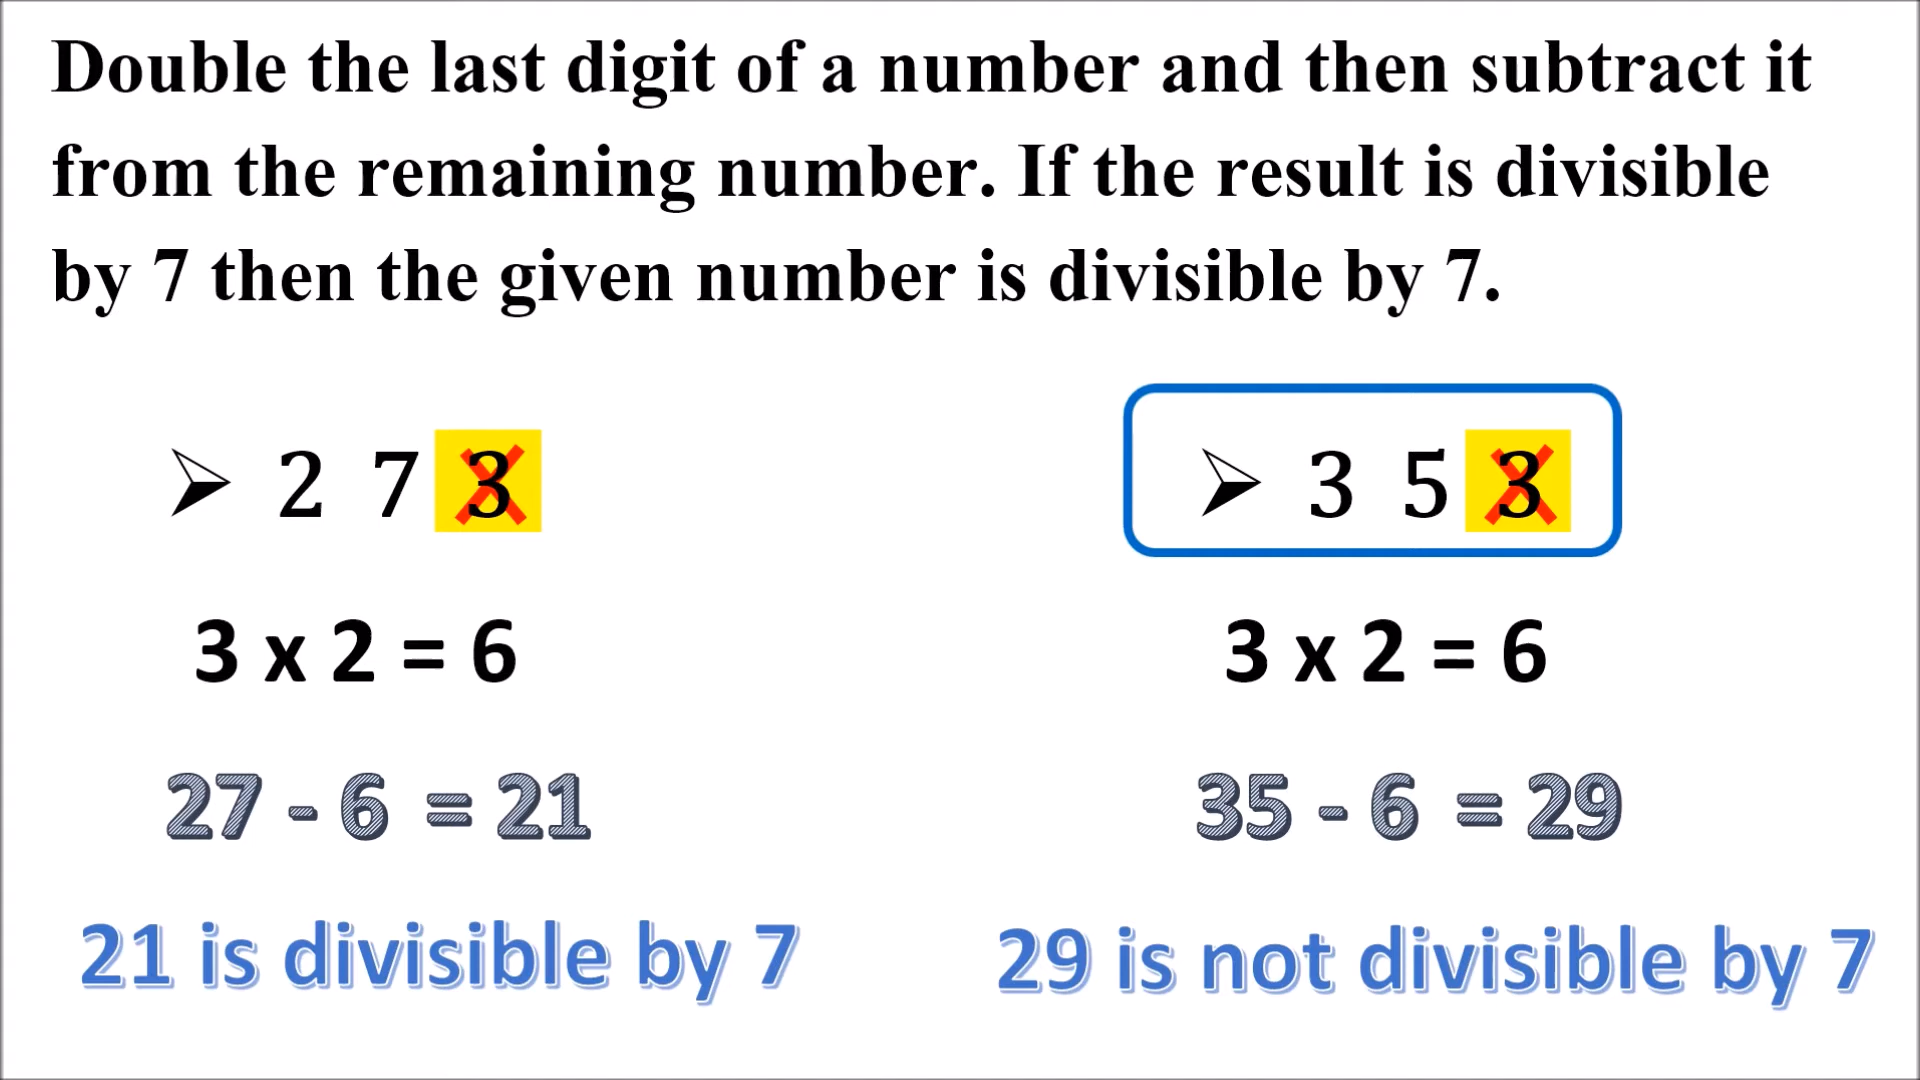 Double the last digit of a number and then subtract it
from the remaining number. If the result is divisible
by 7 then the given number is divisible by 7.
➢ 2 7 3
3 x 2 = 6
27 - 6 = 21
21 is divisible by 7
➢ 3 5 3
3 x 2 = 6
35 - 6 = 29
29 is not divisible by 7